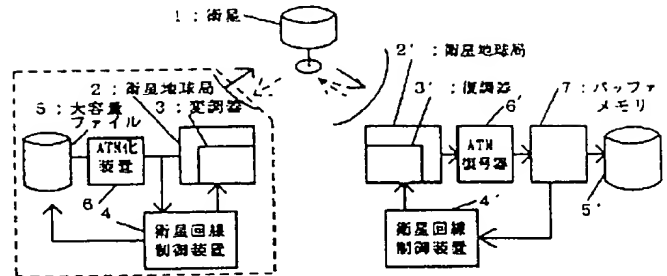 1:衛星
2':衛星地球局
2:衛星地球局
3':復調器
7:バッファ
メモリ
5:大容量
ファイル
3:変調器
6'
ATM化
装置
ATM
復号器
6
4
4'
5'
衛星回線
制御装置
衛星回線
制御装置